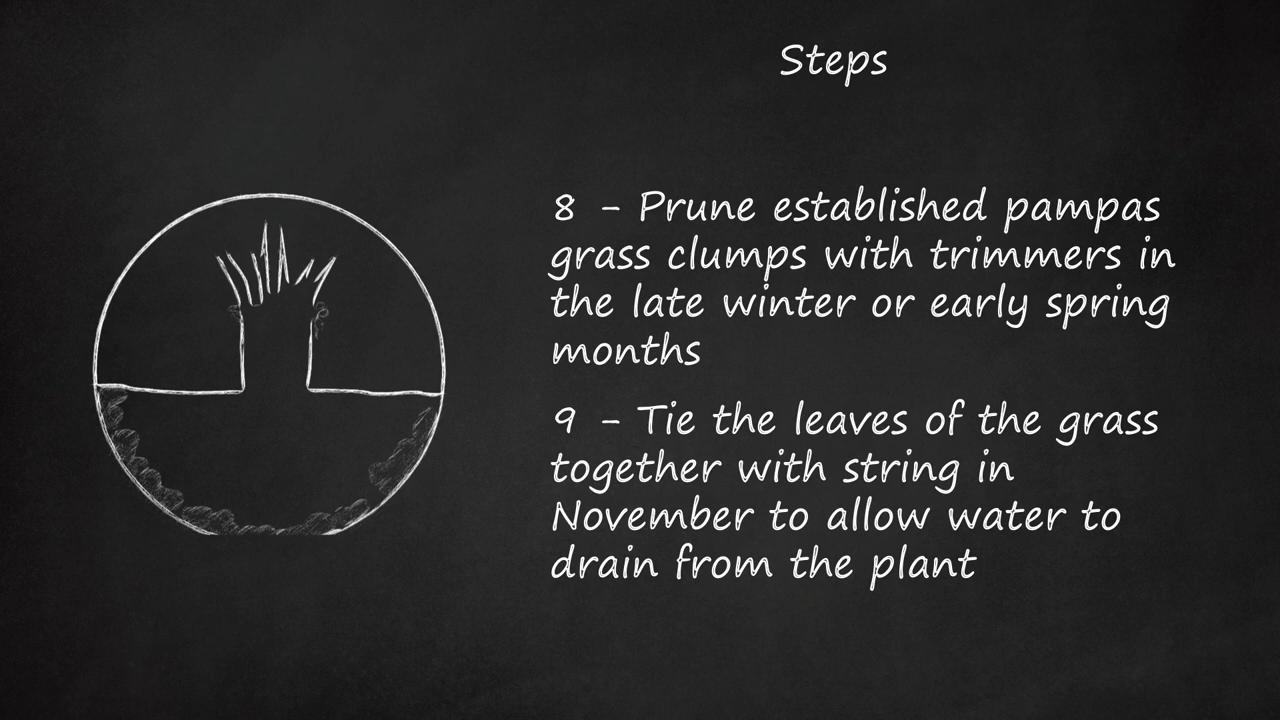 Steps
8 - Prune established pampas
grass clumps with trimmers in
the late winter or early spring
months
9 - Tie the leaves of the grass
together with string in
November to allow water to
drain from the plant